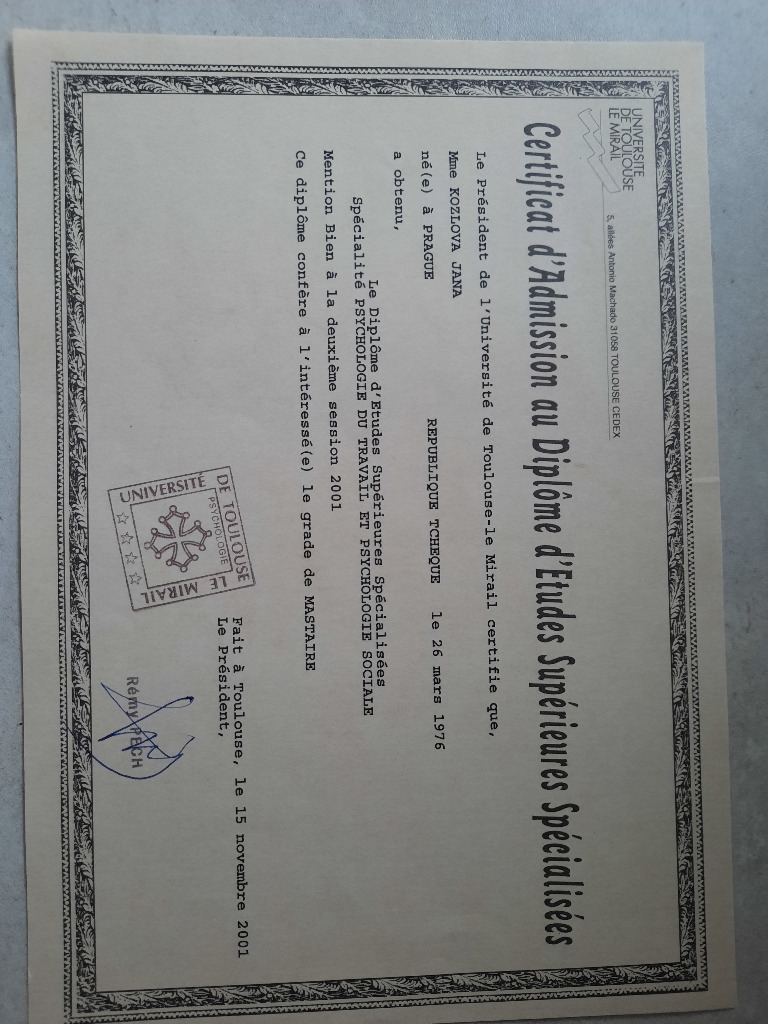 UNIVERSITE
DE TOULOUSE
LE MIRAIL
5, allées Antonio Machado 31058 TOULOUSE CEDEX
Certificat d'Admission au Diplôme d'Etudes Supérieures Spécialisées
Le Président de l'Université de Toulouse-le Mirail certifie que,
Mme KOZLOVA JANA
né(e) à PRAGUE REPUBLIQUE TCHEQUE le 26 mars 1976
a obtenu,
Le Diplôme d'Etudes Supérieures Spécialisées
Spécialité PSYCHOLOGIE DU TRAVAIL ET PSYCHOLOGIE SOCIALE
Mention Bien à la deuxième session 2001
Ce diplôme confère à l'intéressé(e) le grade de MASTAIRE
Fait à Toulouse, le 15 novembre 2001
Le Président,
UNIVERSITÉ
DE TOULOUSE
LE MIRAIL
PSYCHOLOGIE
Rémy PECH